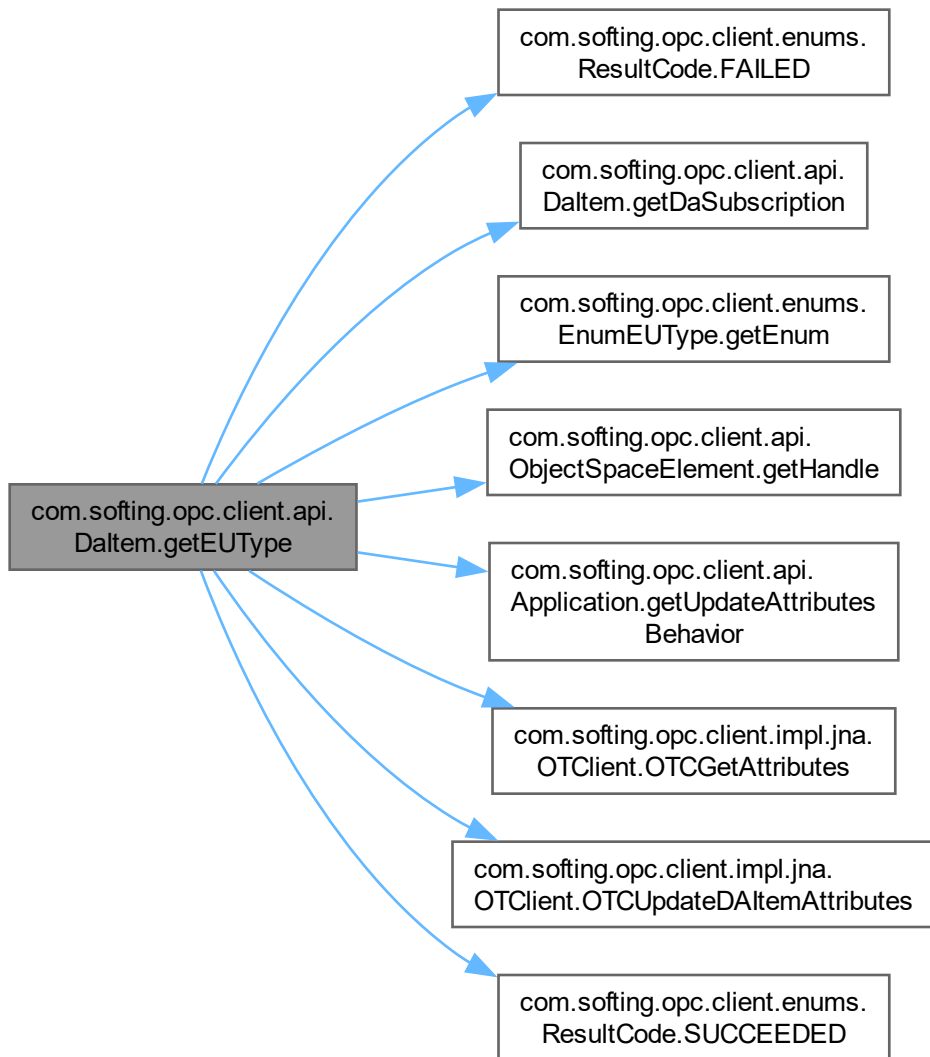 com.softing.opc.client.enums.
ResultCode.FAILED
com.softing.opc.client.api.
DaItem.getDaSubscription
com.softing.opc.client.enums.
EnumEUType.getEnum
com.softing.opc.client.api.
ObjectSpaceElement.getHandle
com.softing.opc.client.api.
DaItem.getEUType
com.softing.opc.client.api.
Application.getUpdateAttributes
Behavior
com.softing.opc.client.impl.jna.
OTClient.OTCGetAttributes
com.softing.opc.client.impl.jna.
OTClient.OTCUpdateDAItemAttributes
com.softing.opc.client.enums.
ResultCode.SUCCEEDED